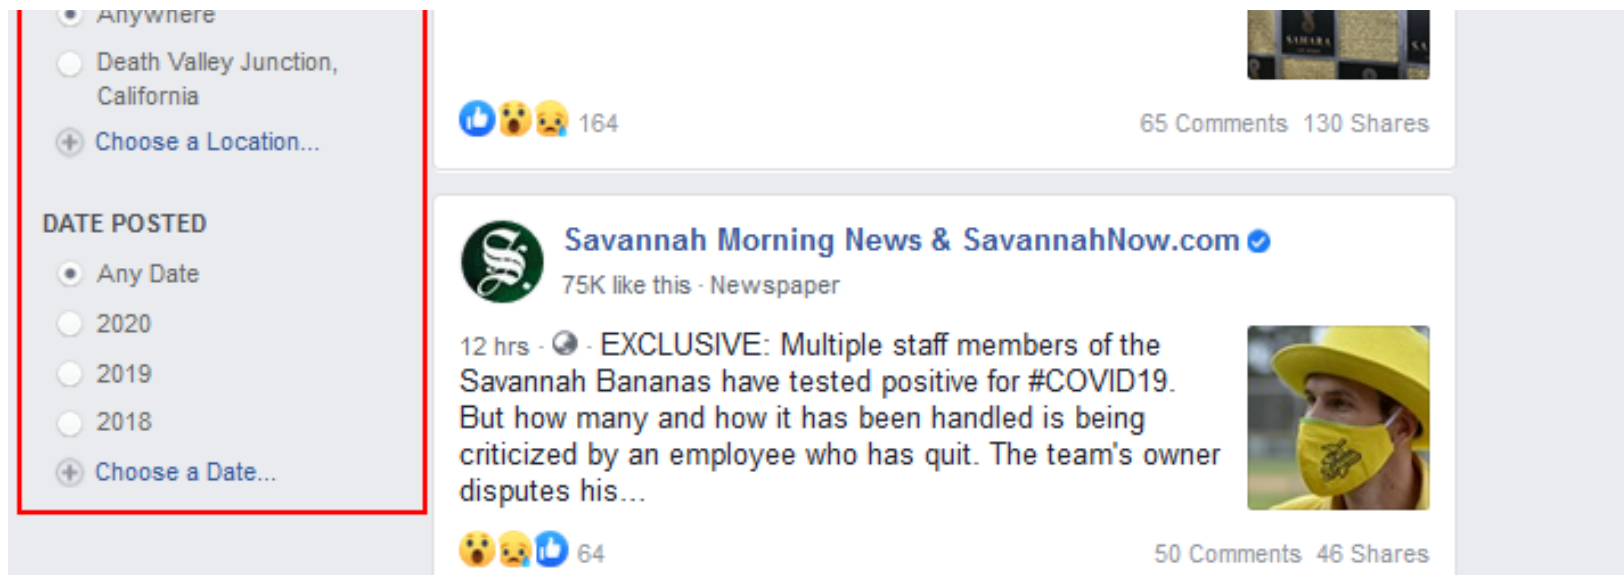 Anywhere
Death Valley Junction,
California
Choose a Location...
DATE POSTED
Any Date
2020
2019
2018
Choose a Date...
SAHARA
164
65 Comments 130 Shares
Savannah Morning News & SavannahNow.com
75K like this · Newspaper
12 hrs · · EXCLUSIVE: Multiple staff members of the
Savannah Bananas have tested positive for #COVID19.
But how many and how it has been handled is being
criticized by an employee who has quit. The team's owner
disputes his...
64
50 Comments 46 Shares